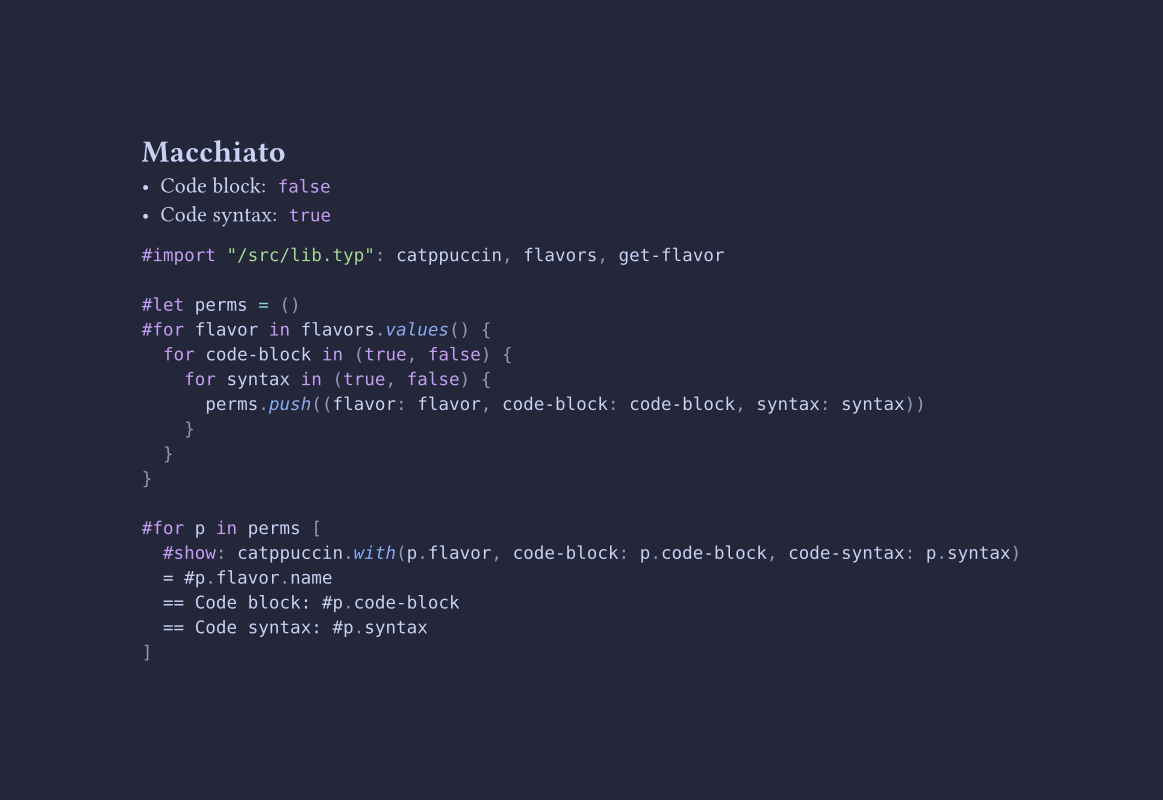 Macchiato
• Code block: false
• Code syntax: true
#import "/src/lib.typ": catppuccin, flavors, get-flavor

#let perms = ()
#for flavor in flavors.values() {
  for code-block in (true, false) {
    for syntax in (true, false) {
      perms.push((flavor: flavor, code-block: code-block, syntax: syntax))
    }
  }
}

#for p in perms [
  #show: catppuccin.with(p.flavor, code-block: p.code-block, code-syntax: p.syntax)
  = #p.flavor.name
  == Code block: #p.code-block
  == Code syntax: #p.syntax
]